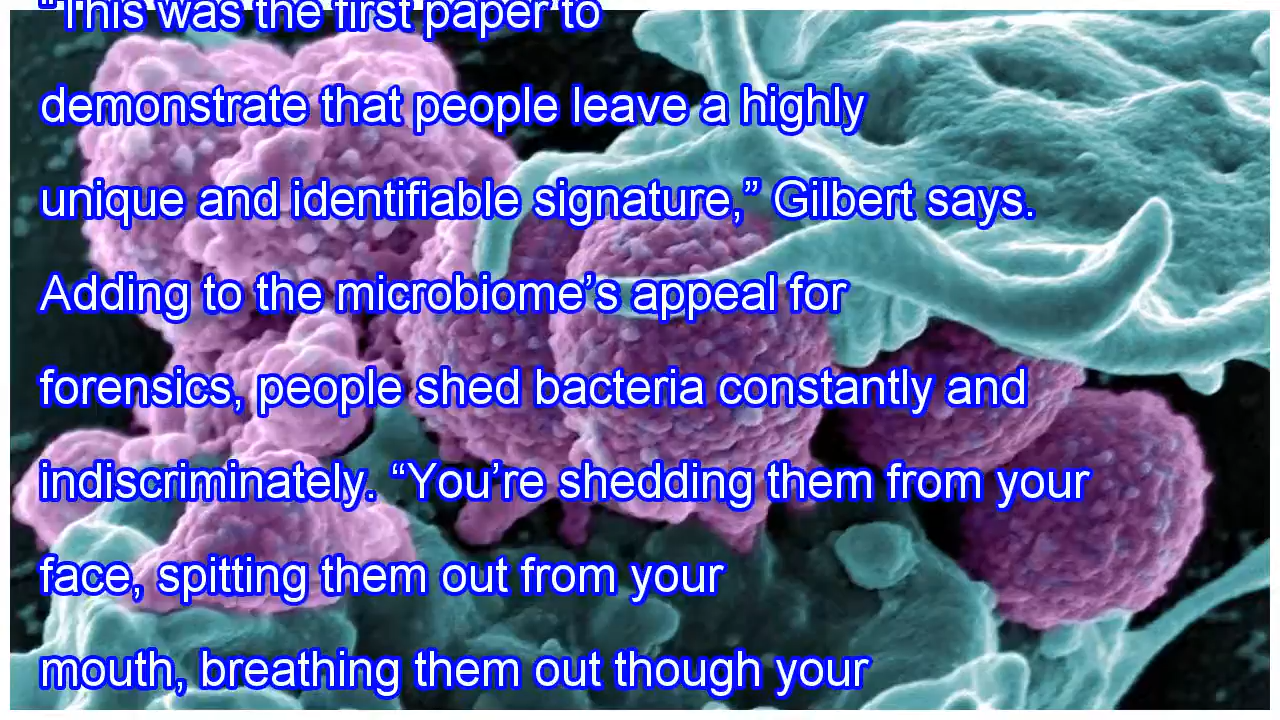 “This was the first paper to
demonstrate that people leave a highly
unique and identifiable signature,” Gilbert says.
Adding to the microbiome’s appeal for
forensics, people shed bacteria constantly and
indiscriminately. “You’re shedding them from your
face, spitting them out from your
mouth, breathing them out though your